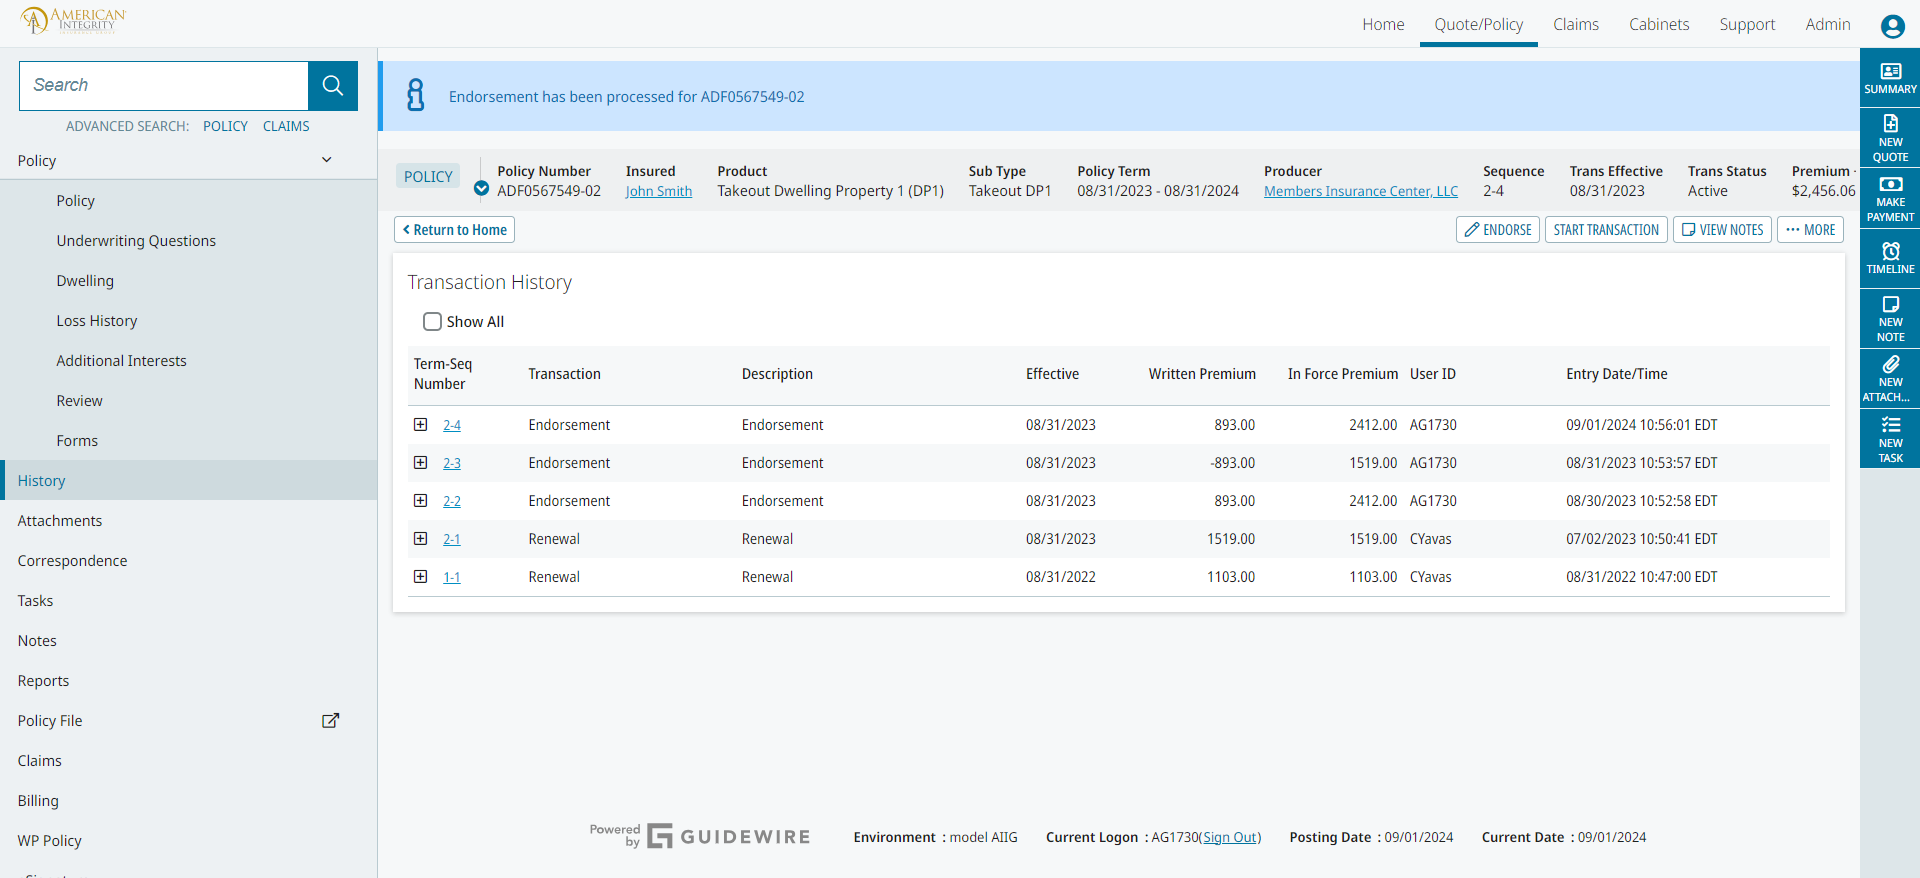 AMERICAN
INTEGRITY
Home
Quote/Policy
Claims
Cabinets
Support
Admin
Search
ADVANCED SEARCH: POLICY CLAIMS
Policy
Policy
Underwriting Questions
Dwelling
Loss History
Additional Interests
Review
Forms
History
Attachments
Correspondence
Tasks
Notes
Reports
Policy File
Claims
Billing
WP Policy
Endorsement has been processed for ADF0567549-02
POLICY
Policy Number
ADF0567549-02
Insured
John Smith
Product
Takeout Dwelling Property 1 (DP1)
Sub Type
Takeout DP1
Policy Term
08/31/2023 - 08/31/2024
Producer
Members Insurance Center, LLC
Sequence
2-4
Trans Effective
08/31/2023
Trans Status
Active
Premium
$2,456.06
Return to Home
ENDORSE
START TRANSACTION
VIEW NOTES
MORE
Transaction History
Show All
Term-Seq Number Transaction Description Effective Written Premium In Force Premium User ID Entry Date/Time
2-4 Endorsement Endorsement 08/31/2023 893.00 2412.00 AG1730 09/01/2024 10:56:01 EDT
2-3 Endorsement Endorsement 08/31/2023 -893.00 1519.00 AG1730 08/31/2023 10:53:57 EDT
2-2 Endorsement Endorsement 08/31/2023 893.00 2412.00 AG1730 08/30/2023 10:52:58 EDT
2-1 Renewal Renewal 08/31/2023 1519.00 1519.00 CYavas 07/02/2023 10:50:41 EDT
1-1 Renewal Renewal 08/31/2022 1103.00 1103.00 CYavas 08/31/2022 10:47:00 EDT
SUMMARY
NEW
QUOTE
MAKE
PAYMENT
TIMELINE
NEW
NOTE
NEW
ATTACH...
NEW
TASK
Powered
by
GUIDEWIRE
Environment : model AIIG
Current Logon : AG1730(Sign Out)
Posting Date : 09/01/2024
Current Date : 09/01/2024